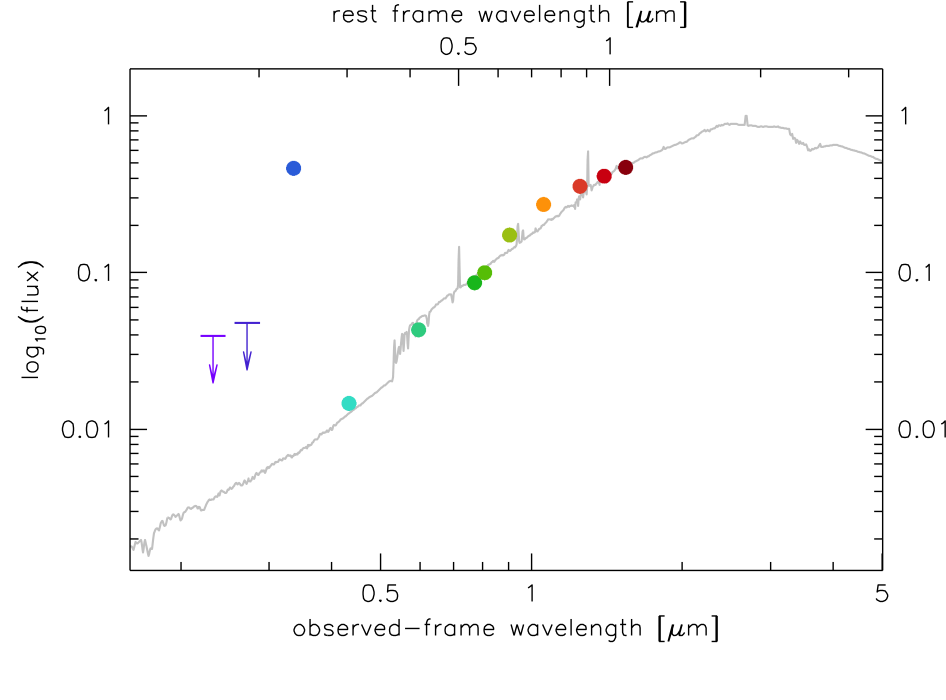 rest frame wavelength [μm]
0.5 1
1 1
0.1 0.1
0.01 0.01
log10(flux)
0.5 1 5
observed-frame wavelength [μm]